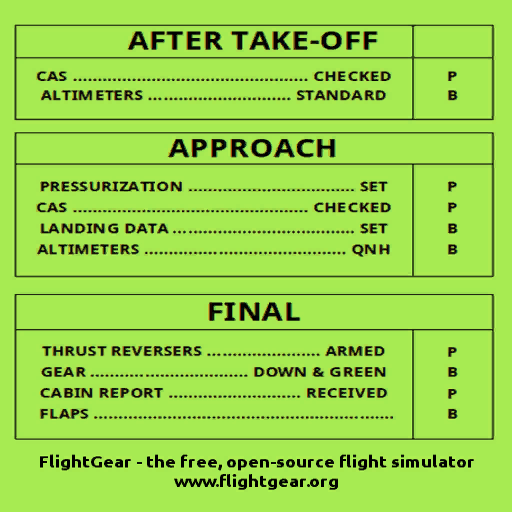 AFTER TAKE-OFF
CAS ................................................ CHECKED P
ALTIMETERS ............................. STANDARD B
APPROACH
PRESSURIZATION .................................. SET P
CAS ................................................ CHECKED P
LANDING DATA ..................................... SET B
ALTIMETERS ......................................... QNH B
FINAL
THRUST REVERSERS ....................... ARMED P
GEAR ................................ DOWN & GREEN B
CABIN REPORT ........................... RECEIVED P
FLAPS ............................................................. B
FlightGear - the free, open-source flight simulator
www.flightgear.org